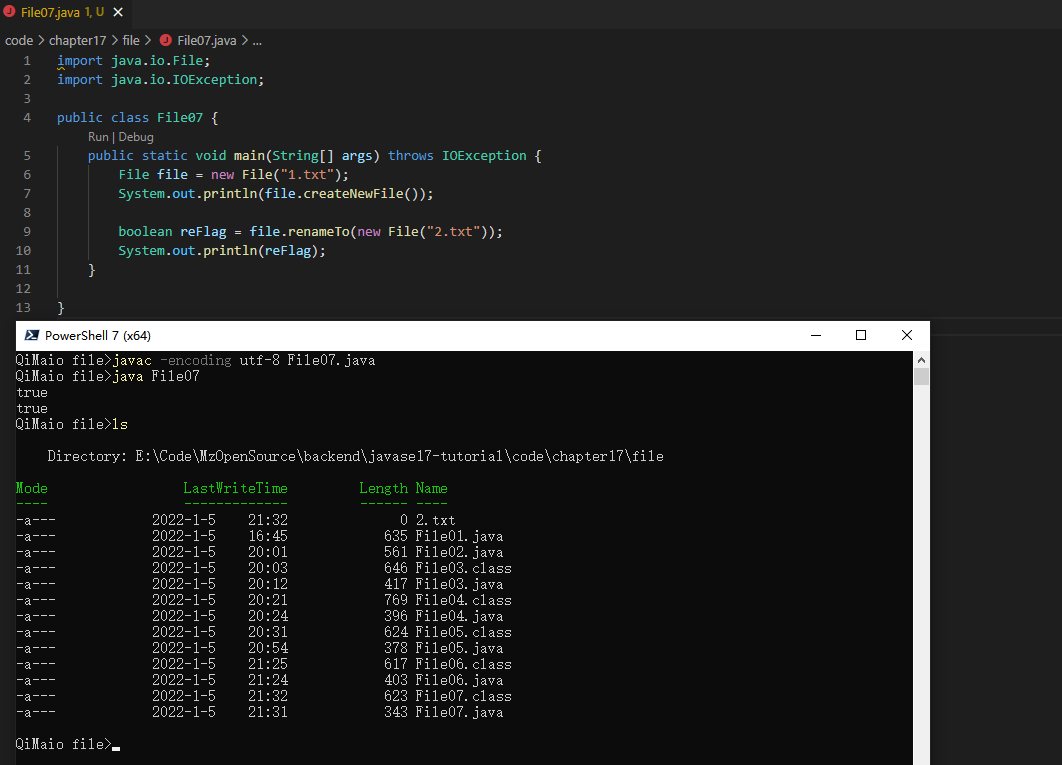 File07.java 1, U
code > chapter17 > file > File07.java > ...
1 import java.io.File;
2 import java.io.IOException;
3
4 public class File07 {
Run | Debug
5 public static void main(String[] args) throws IOException {
6 File file = new File("1.txt");
7 System.out.println(file.createNewFile());
8
9 boolean reFlag = file.renameTo(new File("2.txt"));
10 System.out.println(reFlag);
11 }
12
13 }
PowerShell 7 (x64)
QiMaio file>javac -encoding utf-8 File07.java
QiMaio file>java File07
true
true
QiMaio file>ls
Directory: E:\Code\MzOpenSource\backend\javase17-tutorial\code\chapter17\file
Mode LastWriteTime Length Name
---- ------------- ------ ----
-a--- 2022-1-5 21:32 0 2.txt
-a--- 2022-1-5 16:45 635 File01.java
-a--- 2022-1-5 20:01 561 File02.java
-a--- 2022-1-5 20:03 646 File03.class
-a--- 2022-1-5 20:12 417 File03.java
-a--- 2022-1-5 20:21 769 File04.class
-a--- 2022-1-5 20:24 396 File04.java
-a--- 2022-1-5 20:31 624 File05.class
-a--- 2022-1-5 20:54 378 File05.java
-a--- 2022-1-5 21:25 617 File06.class
-a--- 2022-1-5 21:24 403 File06.java
-a--- 2022-1-5 21:32 623 File07.class
-a--- 2022-1-5 21:31 343 File07.java
QiMaio file>